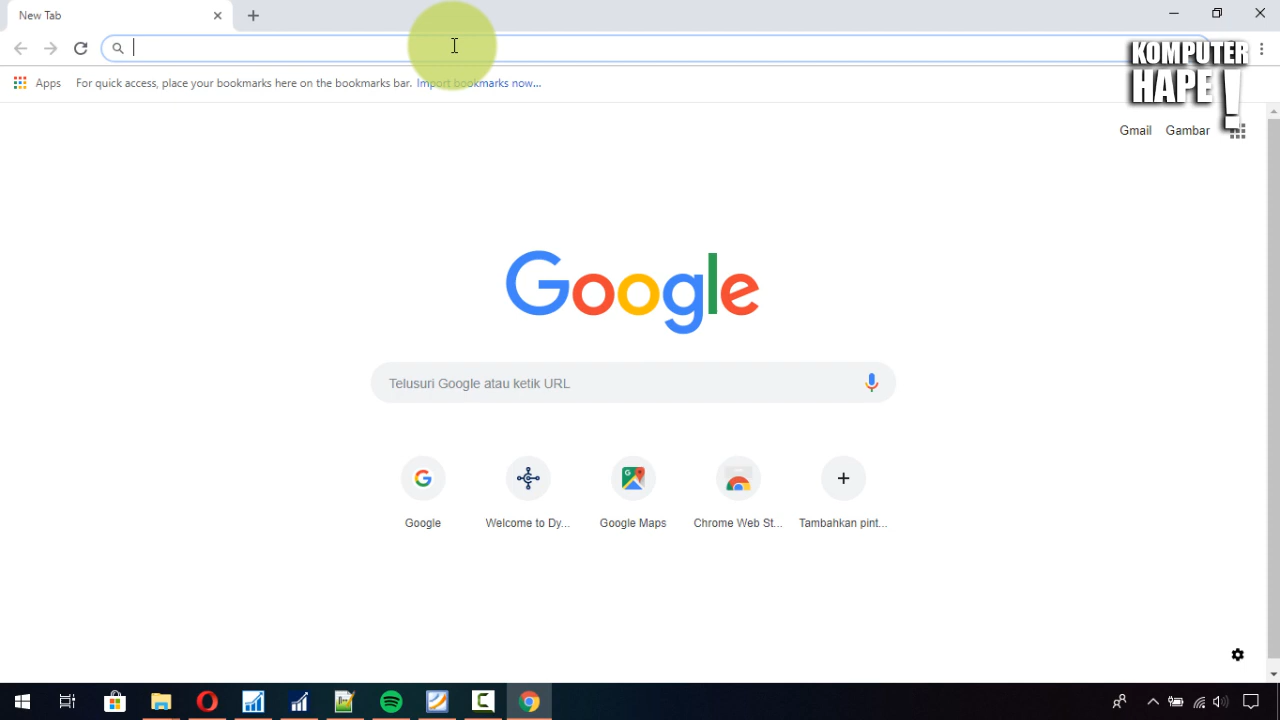 New Tab
KOMPUTER
HAPE!
Apps
For quick access, place your bookmarks here on the bookmarks bar. Import bookmarks now...
Gmail
Gambar
Google
Telusuri Google atau ketik URL
Google
Welcome to Dy...
Google Maps
Chrome Web St...
Tambahkan pint...